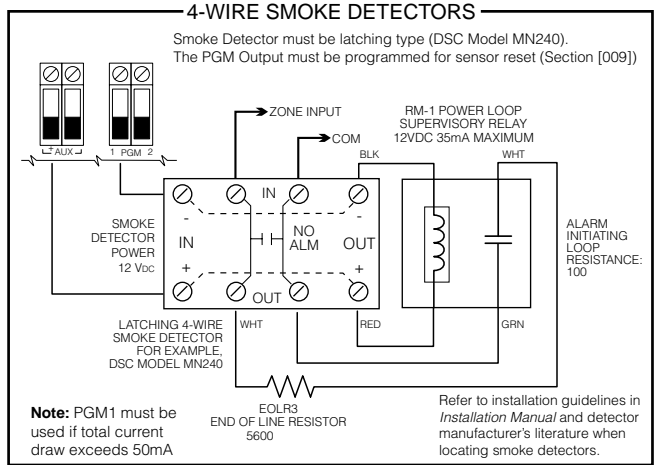 4-WIRE SMOKE DETECTORS
Smoke Detector must be latching type (DSC Model MN240).
The PGM Output must be programmed for sensor reset (Section [009])
+ AUX -
1 PGM 2
ZONE INPUT
COM
BLK
RM-1 POWER LOOP
SUPERVISORY RELAY
12VDC 35mA MAXIMUM
WHT
IN
-
-
SMOKE
DETECTOR
POWER
12 VDC
IN
NO
ALM
OUT
+
+
OUT
ALARM
INITIATING
LOOP
RESISTANCE:
100
LATCHING 4-WIRE
SMOKE DETECTOR
FOR EXAMPLE,
DSC MODEL MN240
WHT
RED
GRN
EOLR3
END OF LINE RESISTOR
5600
Note: PGM1 must be
used if total current
draw exceeds 50mA
Refer to installation guidelines in
Installation Manual and detector
manufacturer's literature when
locating smoke detectors.